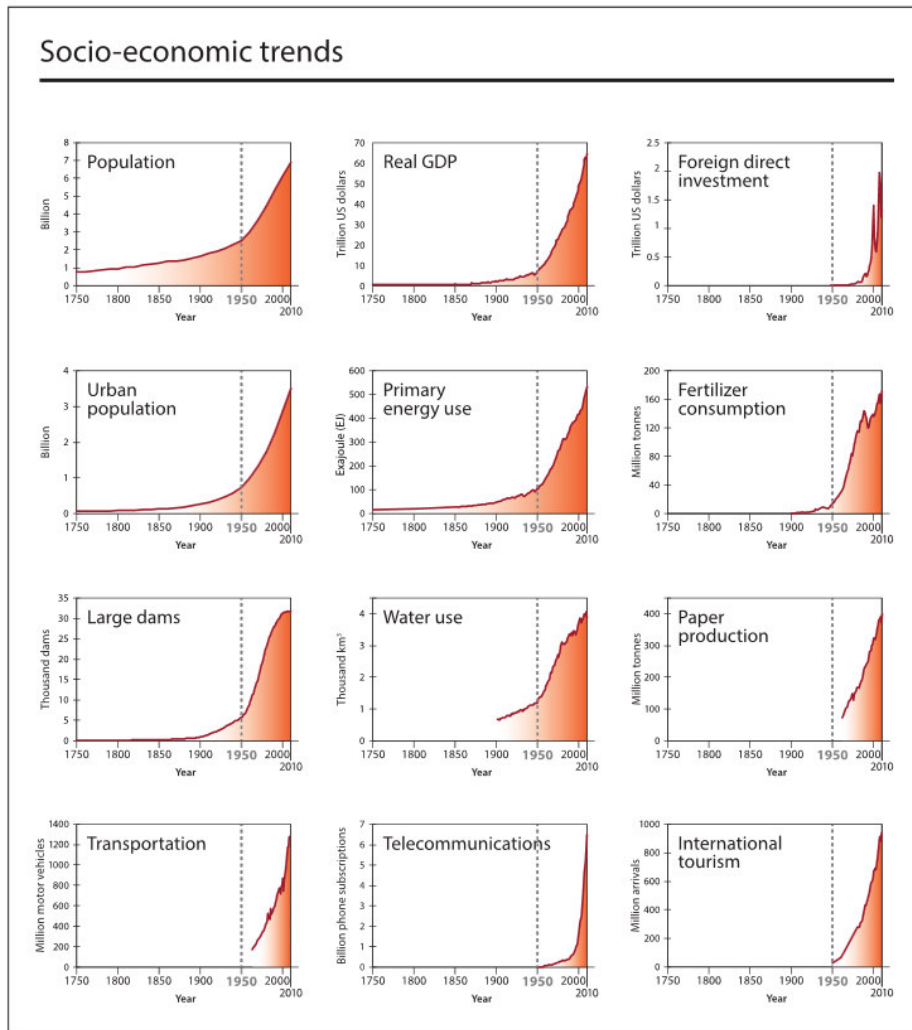 Socio-economic trends
Population
Billion
8
7
6
5
4
3
2
1
0
1750 1800 1850 1900 1950 2000
2010
Year
Real GDP
Trillion US dollars
70
60
50
40
30
20
10
0
1750 1800 1850 1900 1950 2000
2010
Year
Foreign direct
investment
Trillion US dollars
2.5
2
1.5
1
0.5
0
1750 1800 1850 1900 1950 2000
2010
Year
Urban
population
Billion
4
3
2
1
0
1750 1800 1850 1900 1950 2000
2010
Year
Primary
energy use
Exajoule (EJ)
600
500
400
300
200
100
0
1750 1800 1850 1900 1950 2000
2010
Year
Fertilizer
consumption
Million tonnes
200
160
120
80
40
0
1750 1800 1850 1900 1950 2000
2010
Year
Large dams
Thousand dams
35
30
25
20
15
10
5
0
1750 1800 1850 1900 1950 2000
2010
Year
Water use
Thousand km³
4
3
2
1
0
1750 1800 1850 1900 1950 2000
2010
Year
Paper
production
Million tonnes
400
300
200
100
0
1750 1800 1850 1900 1950 2000
2010
Year
Transportation
Million motor vehicles
1400
1200
1000
800
600
400
200
0
1750 1800 1850 1900 1950 2000
2010
Year
Telecommunications
Billion phone subscriptions
7
6
5
4
3
2
1
0
1750 1800 1850 1900 1950 2000
2010
Year
International
tourism
Million arrivals
1000
800
600
400
200
0
1750 1800 1850 1900 1950 2000
2010
Year